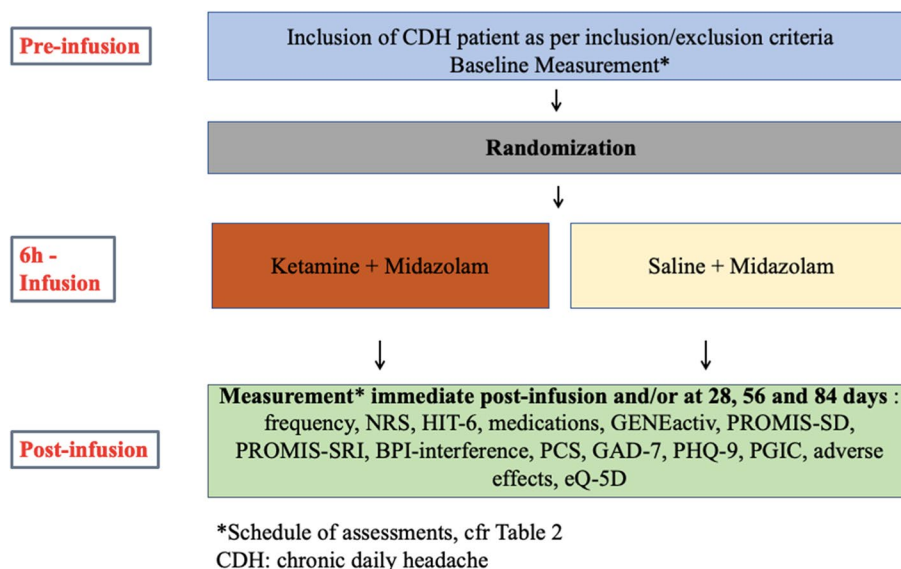 Pre-infusion
Inclusion of CDH patient as per inclusion/exclusion criteria
Baseline Measurement*
Randomization
6h -
Infusion
Ketamine + Midazolam
Saline + Midazolam
Post-infusion
Measurement* immediate post-infusion and/or at 28, 56 and 84 days :
frequency, NRS, HIT-6, medications, GENEactiv, PROMIS-SD,
PROMIS-SRI, BPI-interference, PCS, GAD-7, PHQ-9, PGIC, adverse
effects, eQ-5D
*Schedule of assessments, cfr Table 2
CDH: chronic daily headache